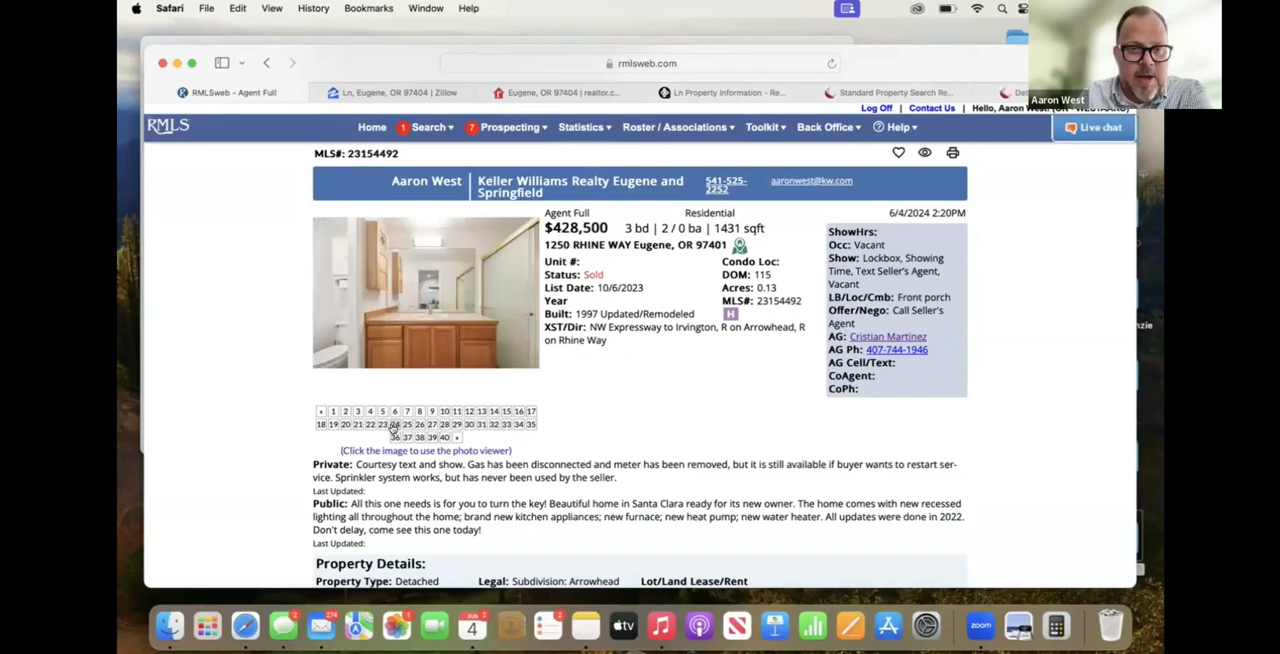 Safari File Edit View History Bookmarks Window Help
rmlsweb.com
RMLSweb - Agent Full
Ln, Eugene, OR 97404 | Zillow
Eugene, OR 97404 | realtor.c...
Ln Property Information - Re...
Standard Property Search Re...
Aaron West
Log Off | Contact Us | Hello, Aaron
RMLS
Home 1 Search 7 Prospecting Statistics Roster / Associations Toolkit Back Office Help Live chat
MLS#: 23154492
Aaron West Keller Williams Realty Eugene and Springfield 541-525-2252 aaronwest@kw.com
Agent Full Residential 6/4/2024 2:20PM
$428,500 3 bd | 2 / 0 ba | 1431 sqft
1250 RHINE WAY Eugene, OR 97401
Unit #: Condo Loc:
Status: Sold DOM: 115
List Date: 10/6/2023 Acres: 0.13
Year MLS#: 23154492
Built: 1997 Updated/Remodeled H
XST/Dir: NW Expressway to Irvington, R on Arrowhead, R
on Rhine Way
ShowHrs:
Occ: Vacant
Show: Lockbox, Showing
Time, Text Seller's Agent,
Vacant
LB/Loc/Cmb: Front porch
Offer/Nego: Call Seller's
Agent
AG: Cristian Martinez
AG Ph: 407-744-1946
AG Cell/Text:
CoAgent:
CoPh:
« 1 2 3 4 5 6 7 8 9 10 11 12 13 14 15 16 17
18 19 20 21 22 23 24 25 26 27 28 29 30 31 32 33 34 35
36 37 38 39 40 »
(Click the image to use the photo viewer)
Private: Courtesy text and show. Gas has been disconnected and meter has been removed, but it is still available if buyer wants to restart ser-
vice. Sprinkler system works, but has never been used by the seller.
Last Updated:
Public: All this one needs is for you to turn the key! Beautiful home in Santa Clara ready for its new owner. The home comes with new recessed
lighting all throughout the home; brand new kitchen appliances; new furnace; new heat pump; new water heater. All updates were done in 2022.
Don't delay, come see this one today!
Last Updated:
Property Details:
Property Type: Detached Legal: Subdivision: Arrowhead Lot/Land Lease/Rent
nzie
2 274 1 JUN 2 4 2 tv zoom